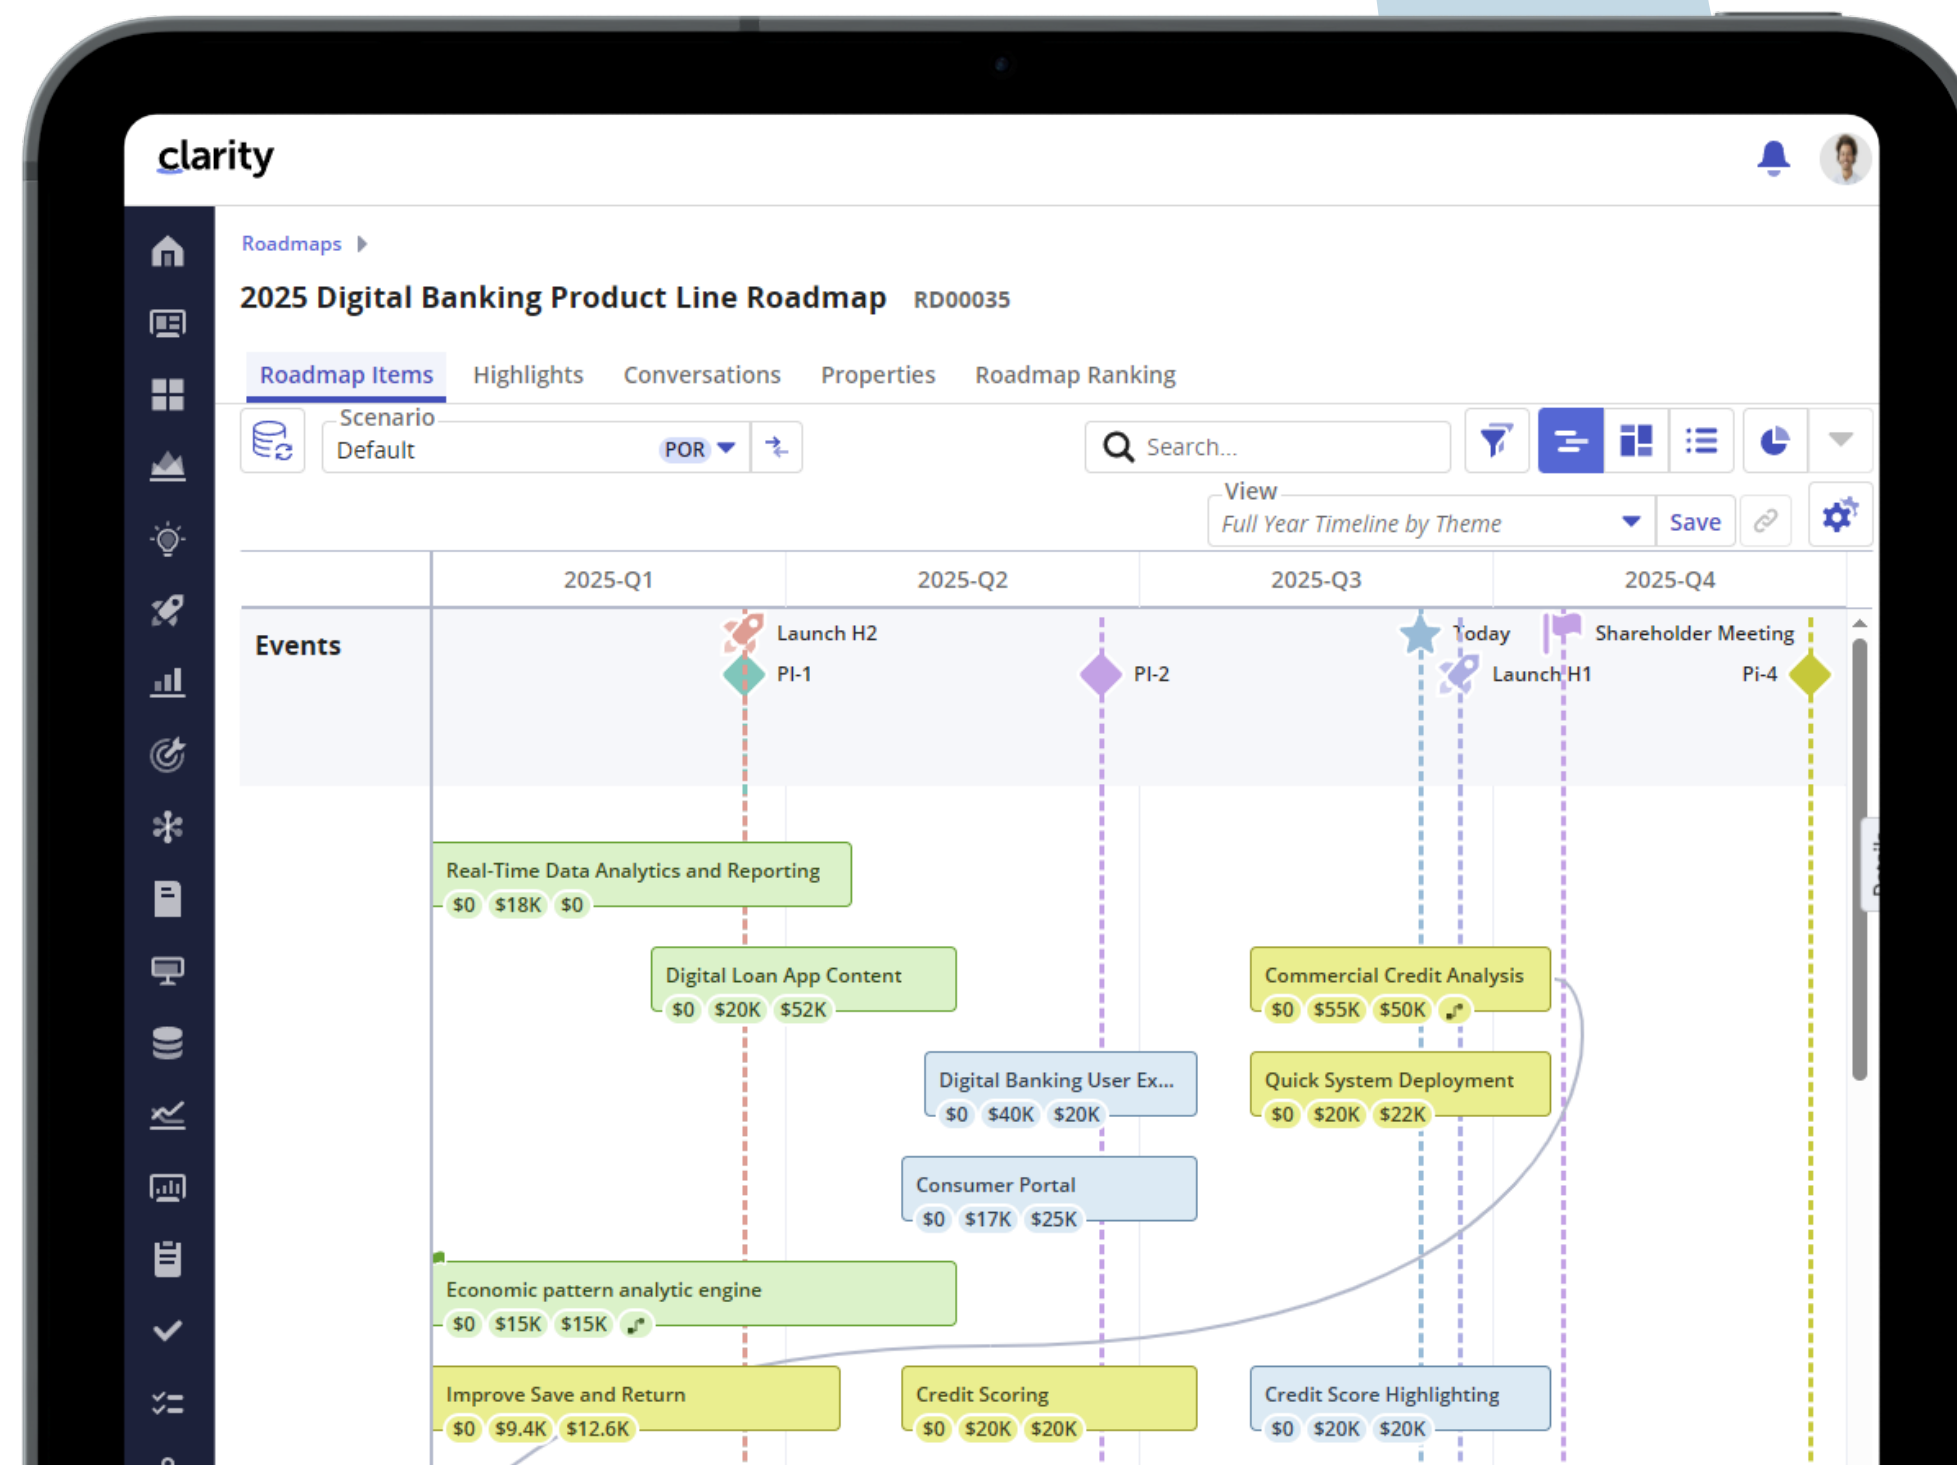 clarity
Roadmaps
2025 Digital Banking Product Line Roadmap RD00035
Roadmap Items Highlights Conversations Properties Roadmap Ranking
Scenario
Default POR
Search...
View
Full Year Timeline by Theme Save
2025-Q1 2025-Q2 2025-Q3 2025-Q4
Events
Launch H2 Today Shareholder Meeting
PI-1 PI-2 Launch H1 Pi-4
Real-Time Data Analytics and Reporting
$0 $18K $0
Digital Loan App Content Commercial Credit Analysis
$0 $20K $52K $0 $55K $50K
Digital Banking User Ex... Quick System Deployment
$0 $40K $20K $0 $20K $22K
Consumer Portal
$0 $17K $25K
Economic pattern analytic engine
$0 $15K $15K
Improve Save and Return Credit Scoring Credit Score Highlighting
$0 $9.4K $12.6K $0 $20K $20K $0 $20K $20K